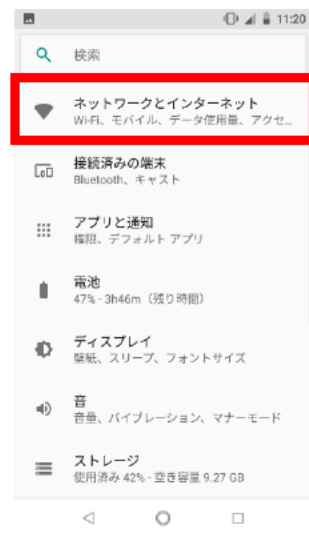 11:20
検索
ネットワークとインターネット
Wi-Fi、モバイル、データ使用量、アクセ...
接続済みの端末
Bluetooth、キャスト
アプリと通知
権限、デフォルト アプリ
電池
47% - 3h46m（残り時間）
ディスプレイ
壁紙、スリープ、フォントサイズ
音
音量、バイブレーション、マナーモード
ストレージ
使用済み 42% - 空き容量 9.27 GB